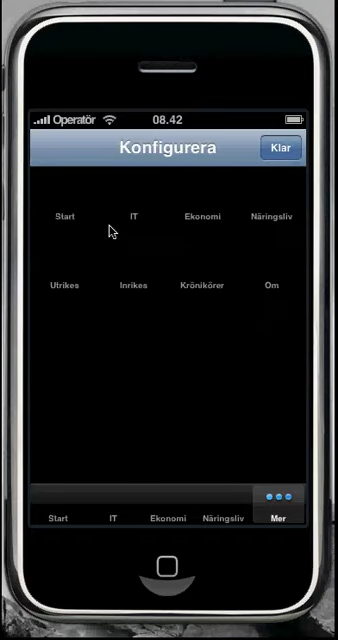 Operatör 08.42
Konfigurera Klar
Start IT Ekonomi Näringsliv
Utrikes Inrikes Krönikörer Om
Start IT Ekonomi Näringsliv Mer